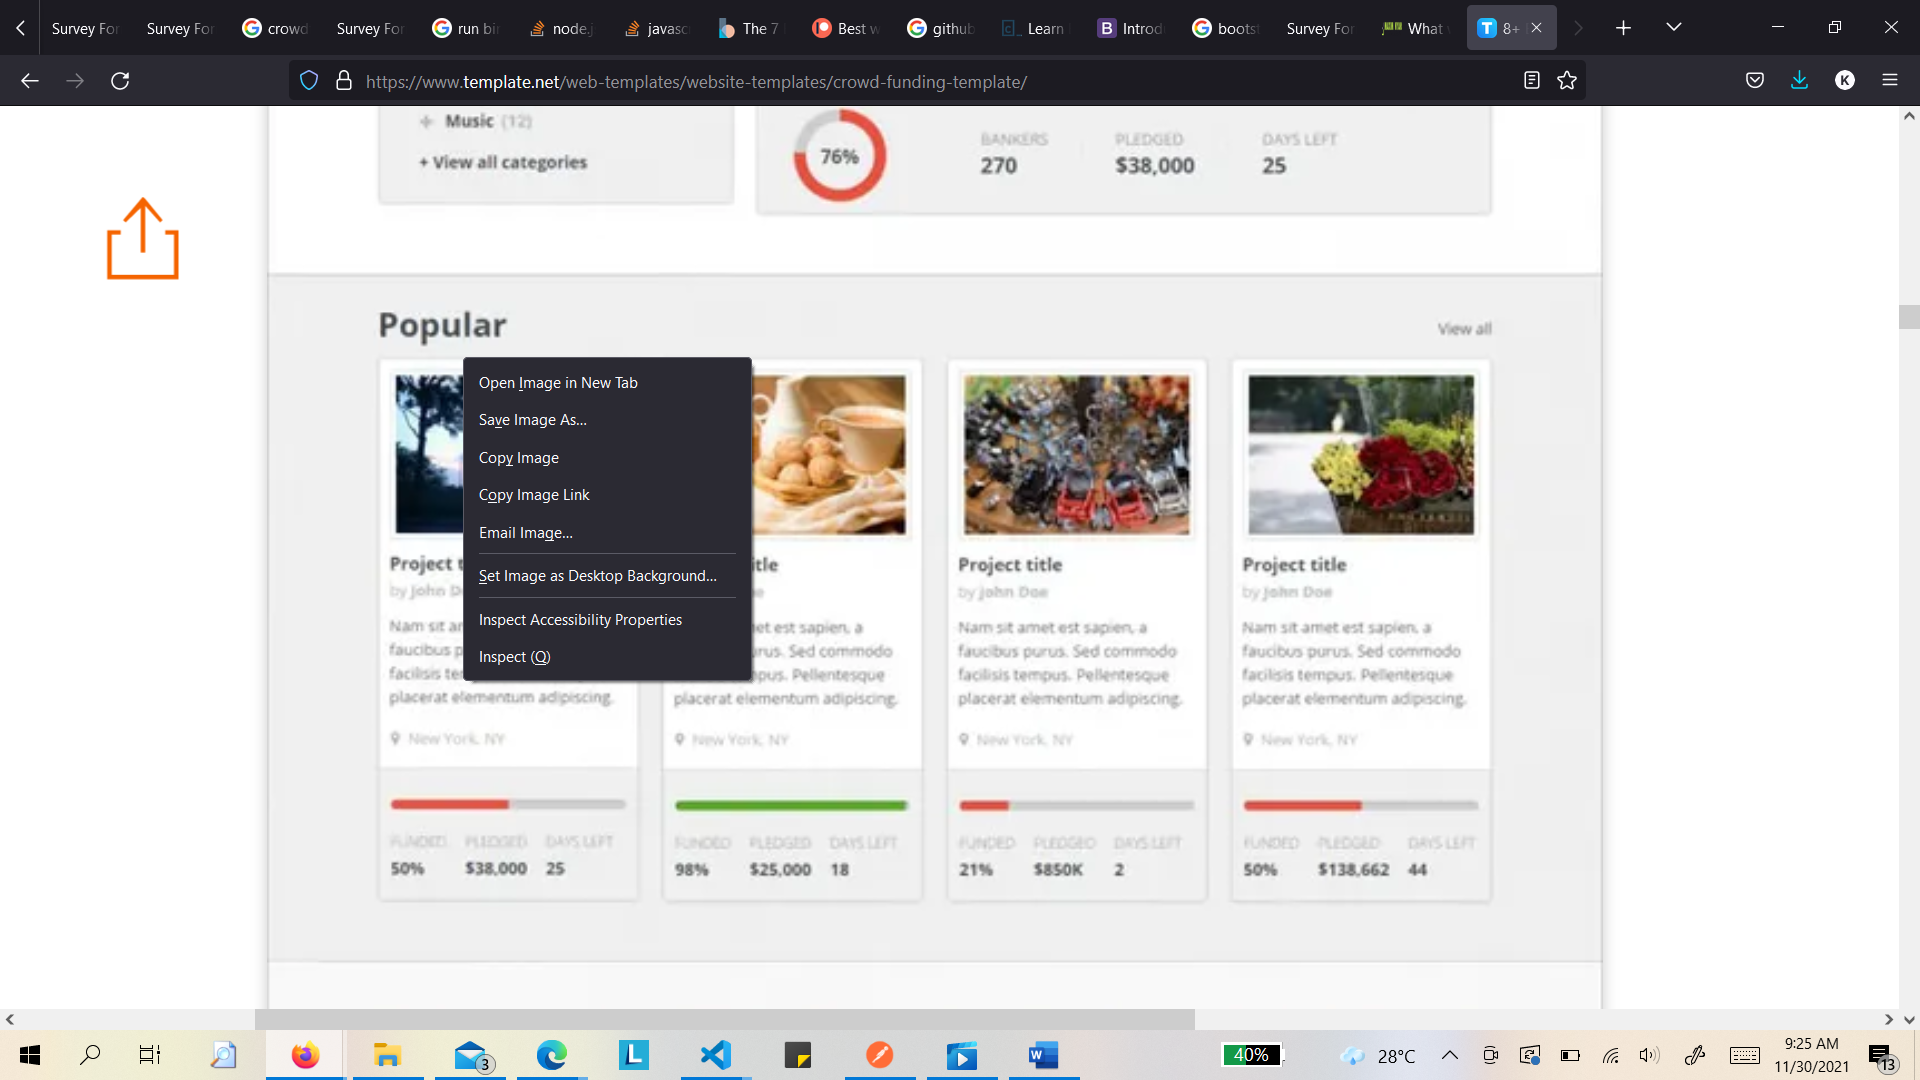 Survey For
Survey For
crowd
Survey For
run bin
node.j
javasc
The 7
Best w
github
Learn
B
Introd
boots
Survey For
What
T
8+
https://www.template.net/web-templates/website-templates/crowd-funding-template/
K
+ Music (12)
+ View all categories
76%
BANKERS PLEDGED DAYS LEFT
270 $38,000 25
Popular
View all
Open Image in New Tab
Save Image As...
Copy Image
Copy Image Link
Email Image...
Set Image as Desktop Background...
Inspect Accessibility Properties
Inspect (Q)
Project t
by John D
Nam sit am
faucibus p
facilisis te
placerat elementum adipiscing.
New York, NY
FUNDED PLEDGED DAYS LEFT
50% $38,000 25
tle
et est sapien, a
urus. Sed commodo
pus. Pellentesque
placerat elementum adipiscing.
New York, NY
FUNDED PLEDGED DAYS LEFT
98% $25,000 18
Project title
by John Doe
Nam sit amet est sapien, a
faucibus purus. Sed commodo
facilisis tempus. Pellentesque
placerat elementum adipiscing.
New York, NY
FUNDED PLEDGED DAYS LEFT
21% $850K 2
Project title
by John Doe
Nam sit amet est sapien, a
faucibus purus. Sed commodo
facilisis tempus. Pellentesque
placerat elementum adipiscing.
New York, NY
FUNDED PLEDGED DAYS LEFT
50% $138,662 44
3
L
W
40%
28°C
9:25 AM
11/30/2021
13